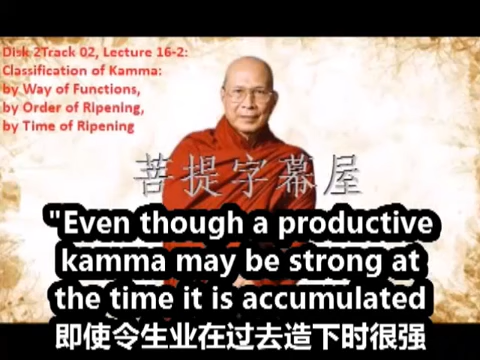 Disk 2Track 02, Lecture 16-2:
Classification of Kamma:
by Way of Functions,
by Order of Ripening,
by Time of Ripening
菩提字幕屋
"Even though a productive
kamma may be strong at
the time it is accumulated
即使令生业在过去造下时很强